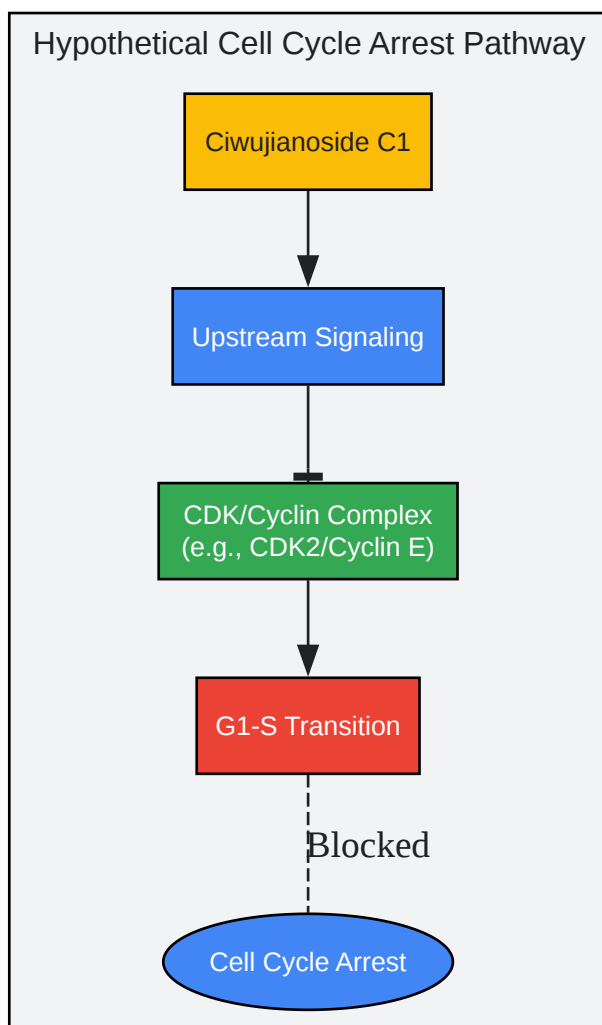 Hypothetical Cell Cycle Arrest Pathway
Ciwujianoside C1
Upstream Signaling
CDK/Cyclin Complex
(e.g., CDK2/Cyclin E)
G1-S Transition
Blocked
Cell Cycle Arrest